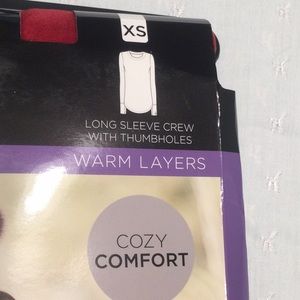 XS
LONG SLEEVE CREW
WITH THUMBHOLES
WARM LAYERS
COZY
COMFORT